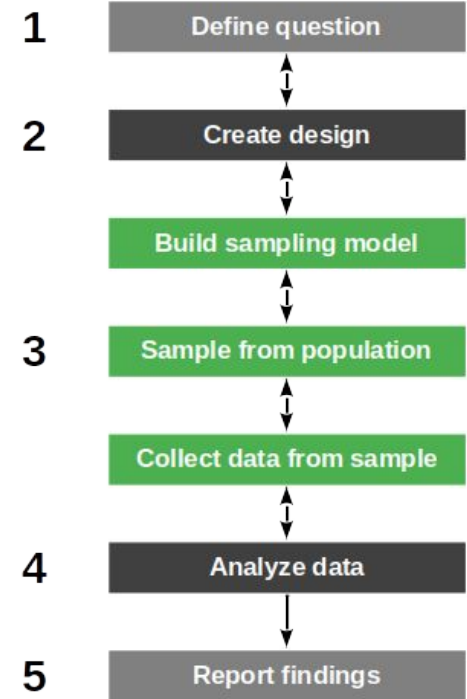 1 Define question
2 Create design
Build sampling model
3 Sample from population
Collect data from sample
4 Analyze data
5 Report findings